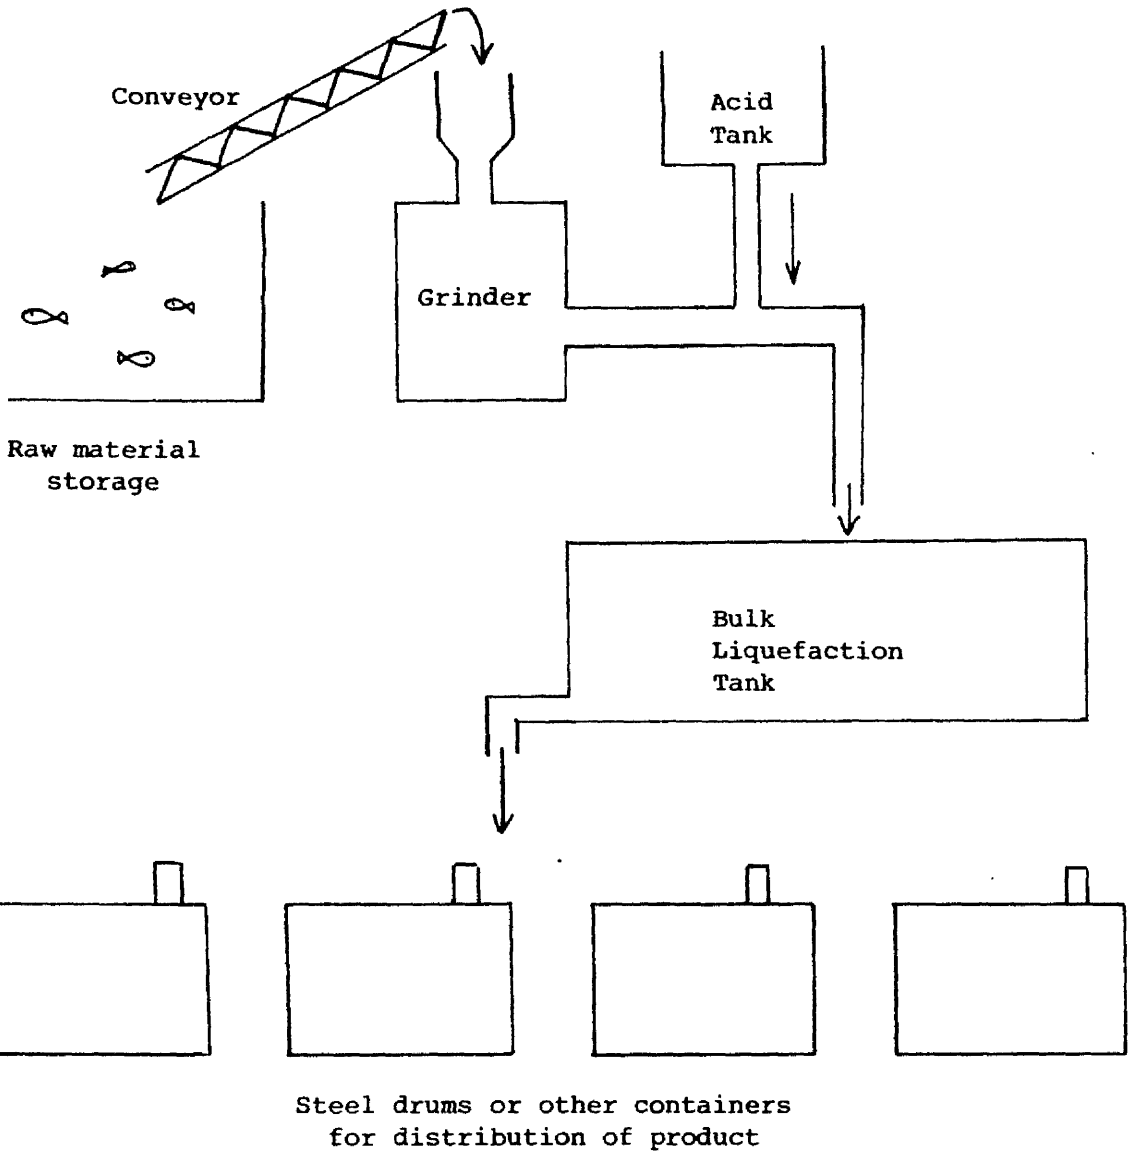 Conveyor
Acid
Tank
Grinder
Raw material
storage
Bulk
Liquefaction
Tank
Steel drums or other containers
for distribution of product